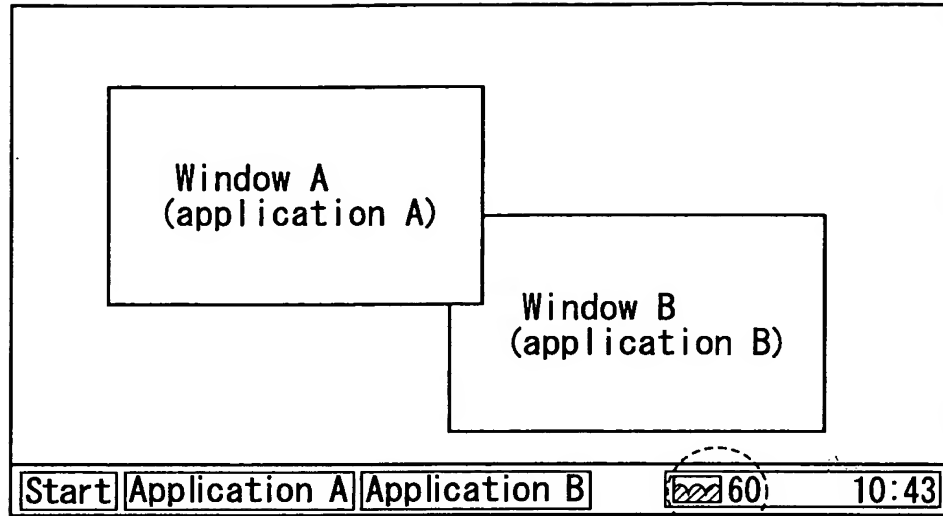 Window A
(application A)
Window B
(application B)
Start Application A Application B 60 10:43